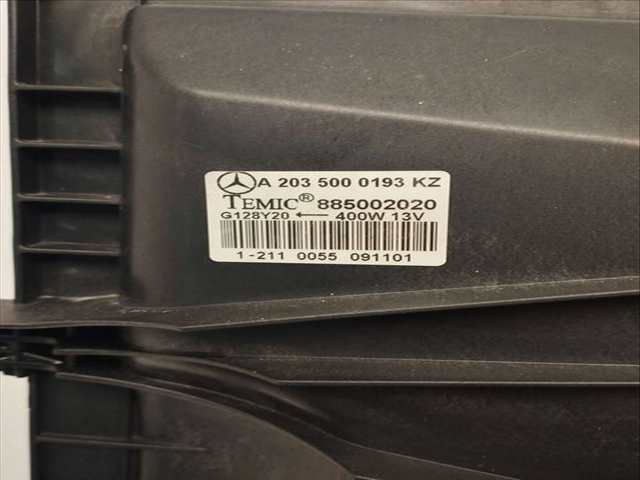 A 203 500 0193 KZ
TEMIC® 885002020
G128Y20 ← 400W 13V
1-211 0055 091101